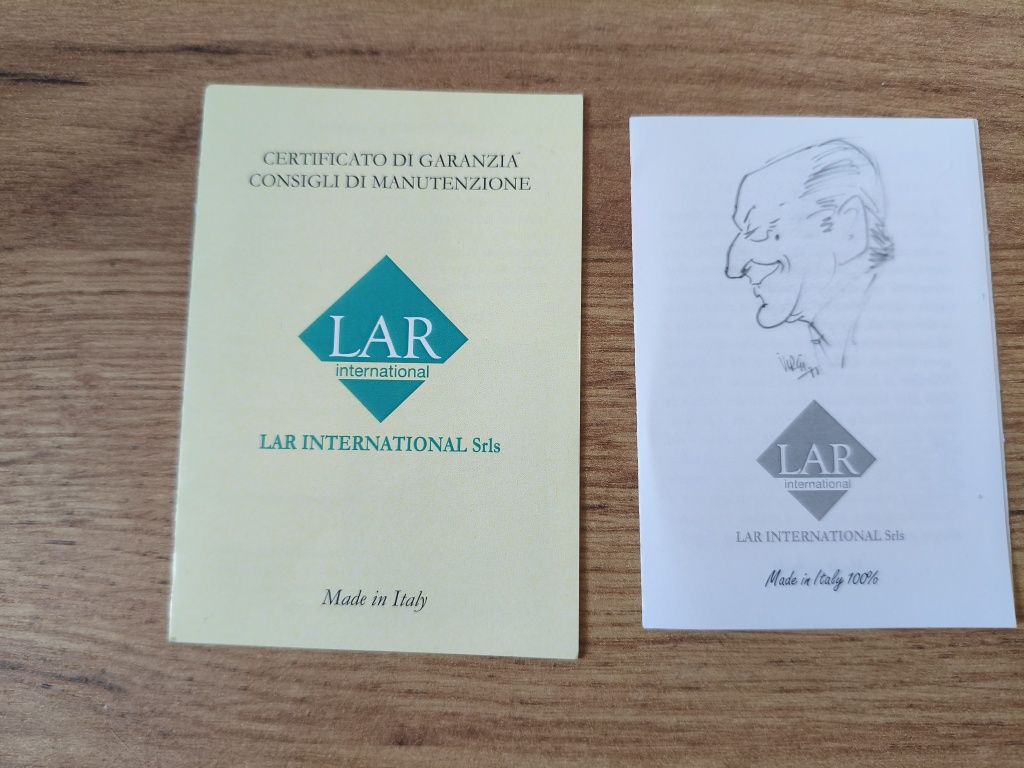 CERTIFICATO DI GARANZIA
CONSIGLI DI MANUTENZIONE
LAR
international
LAR INTERNATIONAL Srls
Made in Italy
LAR
international
LAR INTERNATIONAL Srls
Made in Italy 100%